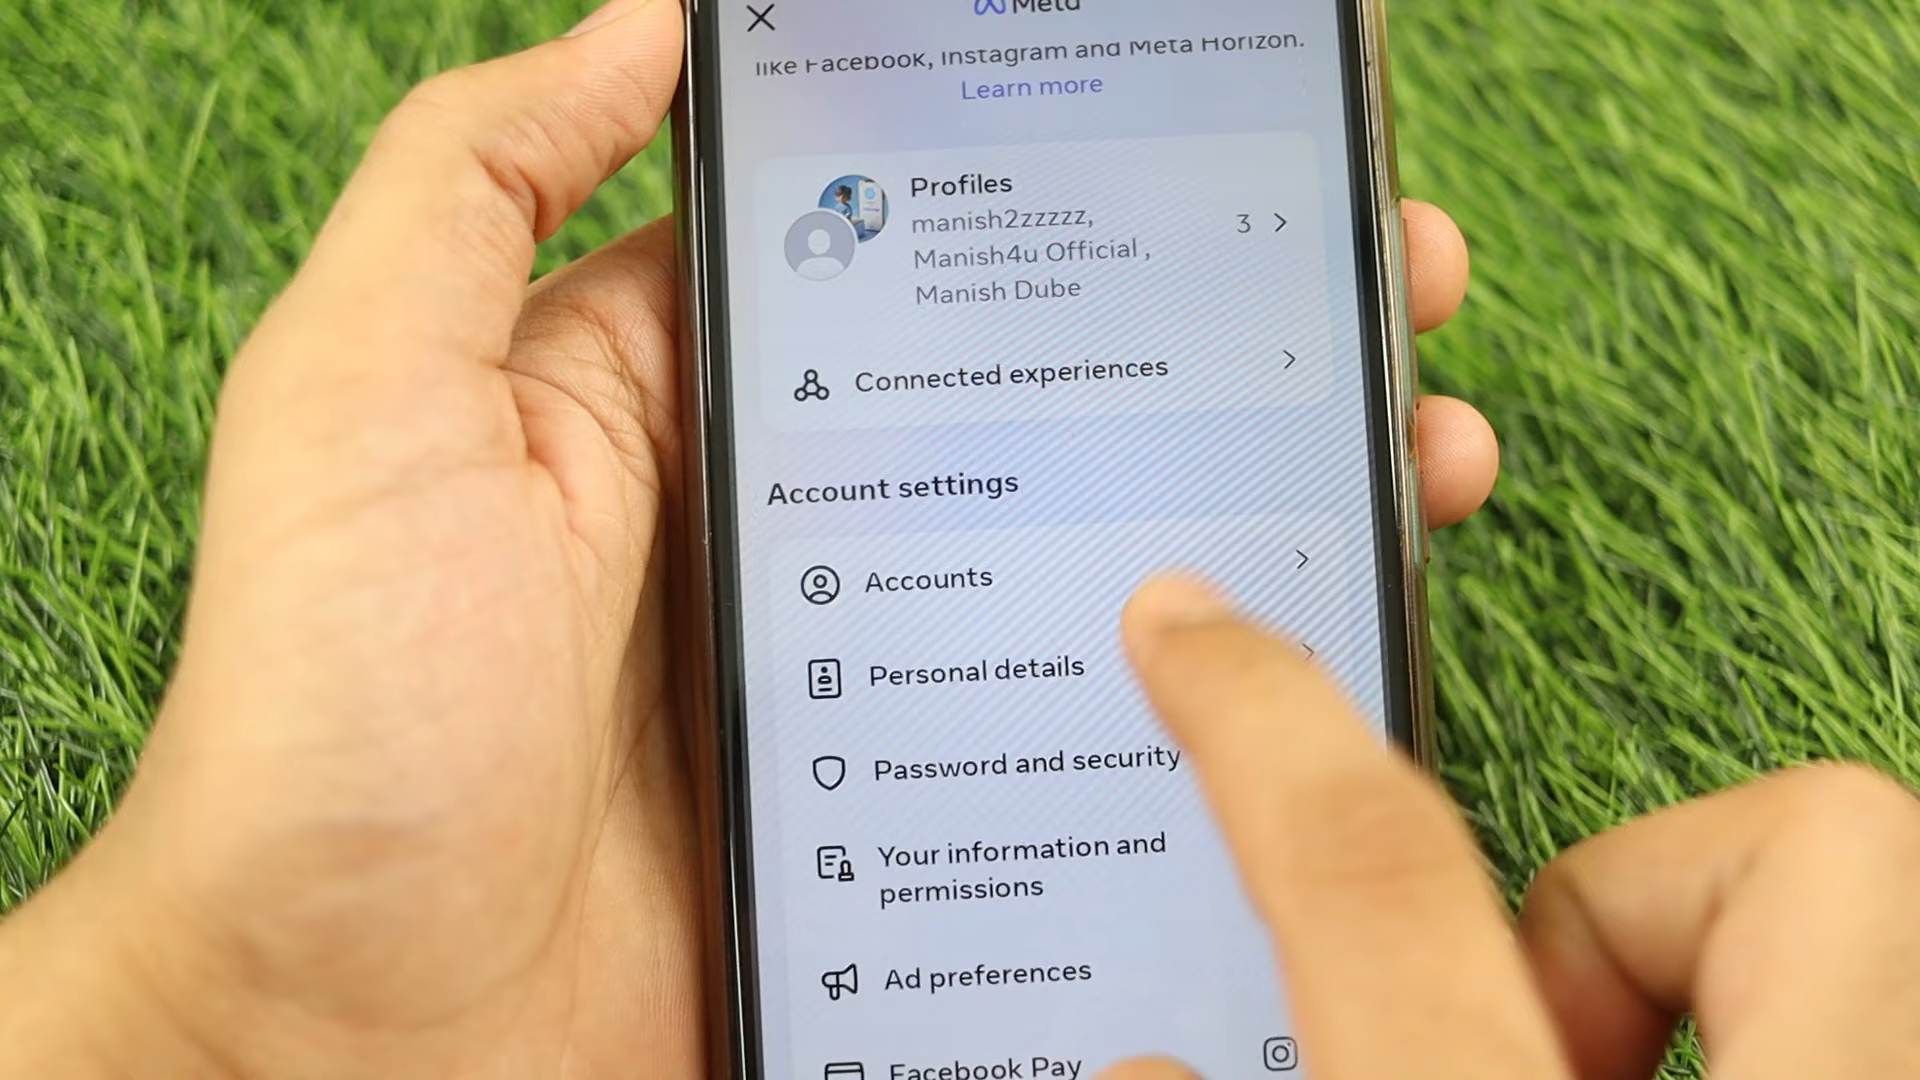 Meta
like Facebook, Instagram and Meta Horizon.
Learn more
Profiles
manish2zzzzz,
Manish4u Official ,
Manish Dube
3
Connected experiences
Account settings
Accounts
Personal details
Password and security
Your information and
permissions
Ad preferences
Facebook Pay